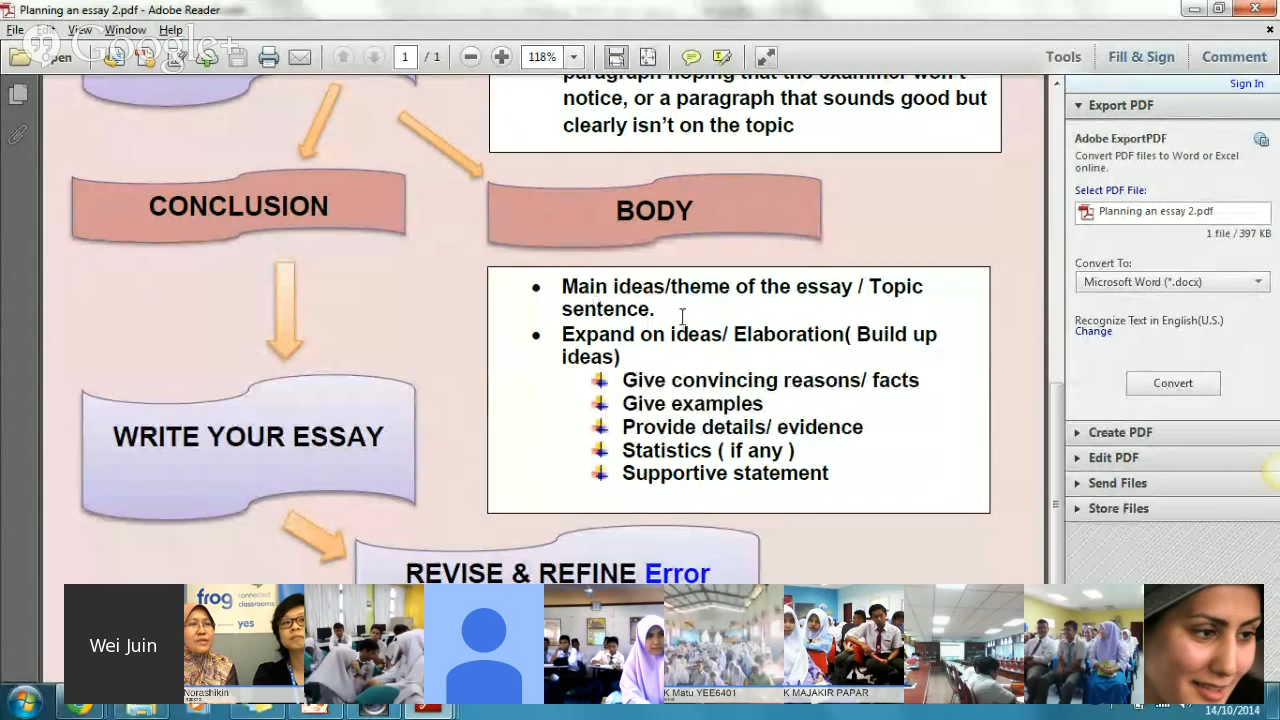 Planning an essay 2.pdf - Adobe Reader
File Edit View Window Help
Google+
Open
1 / 1
118%
Tools
Fill & Sign
Comment
Sign In
paragraph hoping that the examiner won't
notice, or a paragraph that sounds good but
clearly isn't on the topic
CONCLUSION
BODY
Main ideas/theme of the essay / Topic
sentence.
Expand on ideas/ Elaboration( Build up
ideas)
Give convincing reasons/ facts
Give examples
Provide details/ evidence
Statistics ( if any )
Supportive statement
WRITE YOUR ESSAY
REVISE & REFINE Error
Export PDF
Adobe ExportPDF
Convert PDF files to Word or Excel
online.
Select PDF File:
Planning an essay 2.pdf
1 file / 397 KB
Convert To:
Microsoft Word (*.docx)
Recognize Text in English(U.S.)
Change
Convert
Create PDF
Edit PDF
Send Files
Store Files
Wei Juin
frog connected
classrooms
yes
Norashikin
K Matu YEE6401
K MAJAKIR PAPAR
14/10/2014